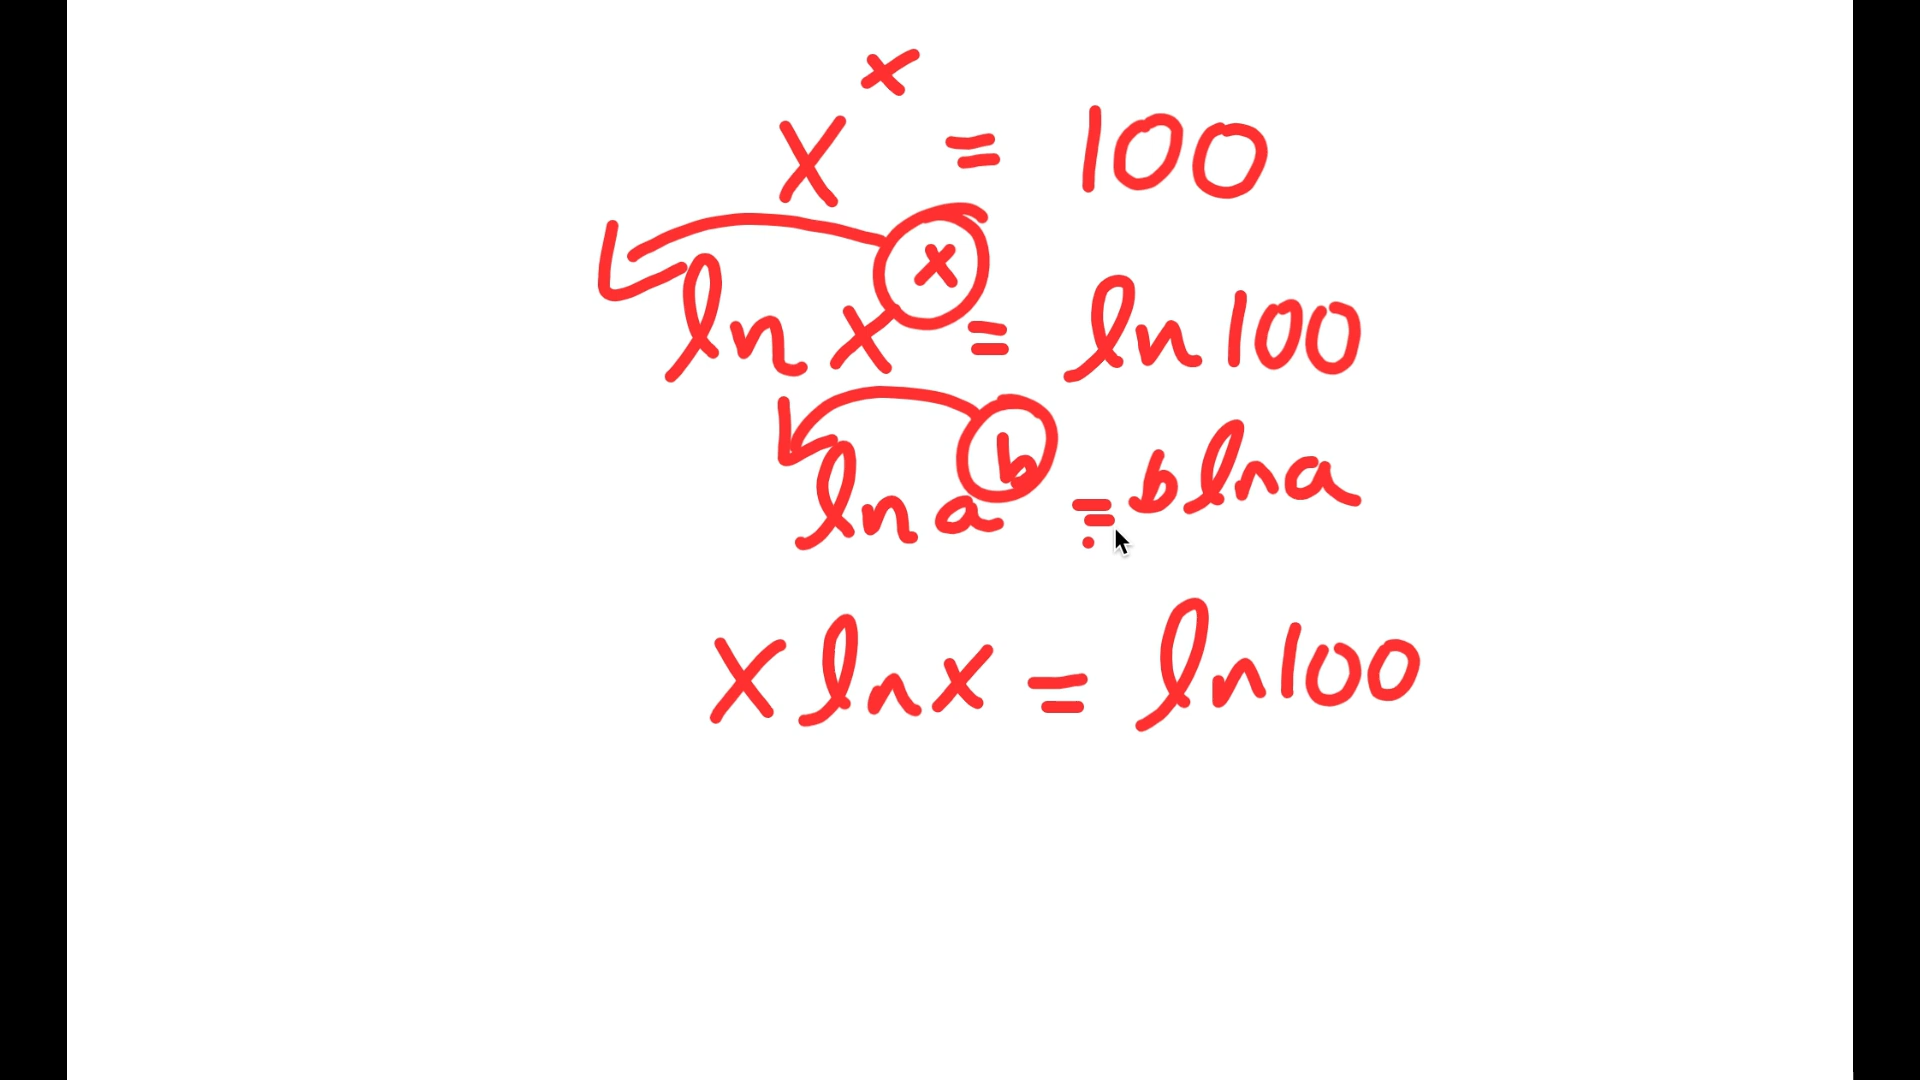 x^x = 100
ln x^x = ln 100
ln a^b = b ln a
x ln x = ln 100